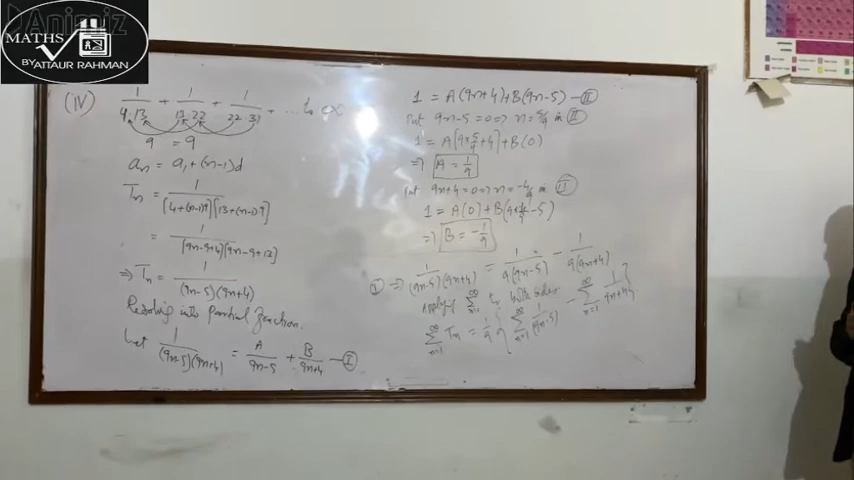 MATHS
BY ATTAUR RAHMAN
(IV) 1/4.13 + 1/13.22 + 1/22.31 + ... to ∞
9 = 9
an = a1 + (n-1)d
Tn = 1/[4+(n-1)9][13+(n-1)9]
= 1/[9n-9+4][9n-9+13]
⇒ Tn = 1/(9n-5)(9n+4)
Resolving into partial fraction.
Let 1/(9n-5)(9n+4) = A/9n-5 + B/9n+4 — I
1 = A(9n+4)+B(9n-5) — II
Put 9n-5=0 ⇒ n=5/9 in II
1 = A[9×5/9+4]+B(0)
⇒ A = 1/9
Put 9n+4=0 ⇒ n=-4/9 in II
1 = A(0)+B(9×-4/9-5)
⇒ B = -1/9
I ⇒ 1/(9n-5)(9n+4) = 1/9(9n-5) - 1/9(9n+4)
Applying ∑n=1^∞ to both sides
∑n=1^∞ Tn = 1/9 { ∑n=1^∞ 1/(9n-5) - ∑n=1^∞ 1/9n+4 }